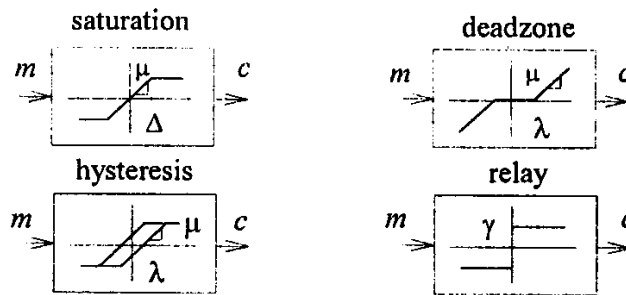 saturation
m μ c
Δ
deadzone
m μ c
λ
hysteresis
m μ c
λ
relay
m γ c